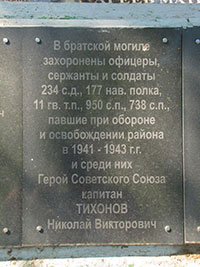 В братской могиле
захоронены офицеры,
сержанты и солдаты
234 с.д., 177 нав. полка,
11 гв. т.п., 950 с.п., 738 с.п.,
павшие при обороне
и освобождении района
в 1941 - 1943 г.г.
и среди них
Герой Советского Союза
капитан
ТИХОНОВ
Николай Викторович